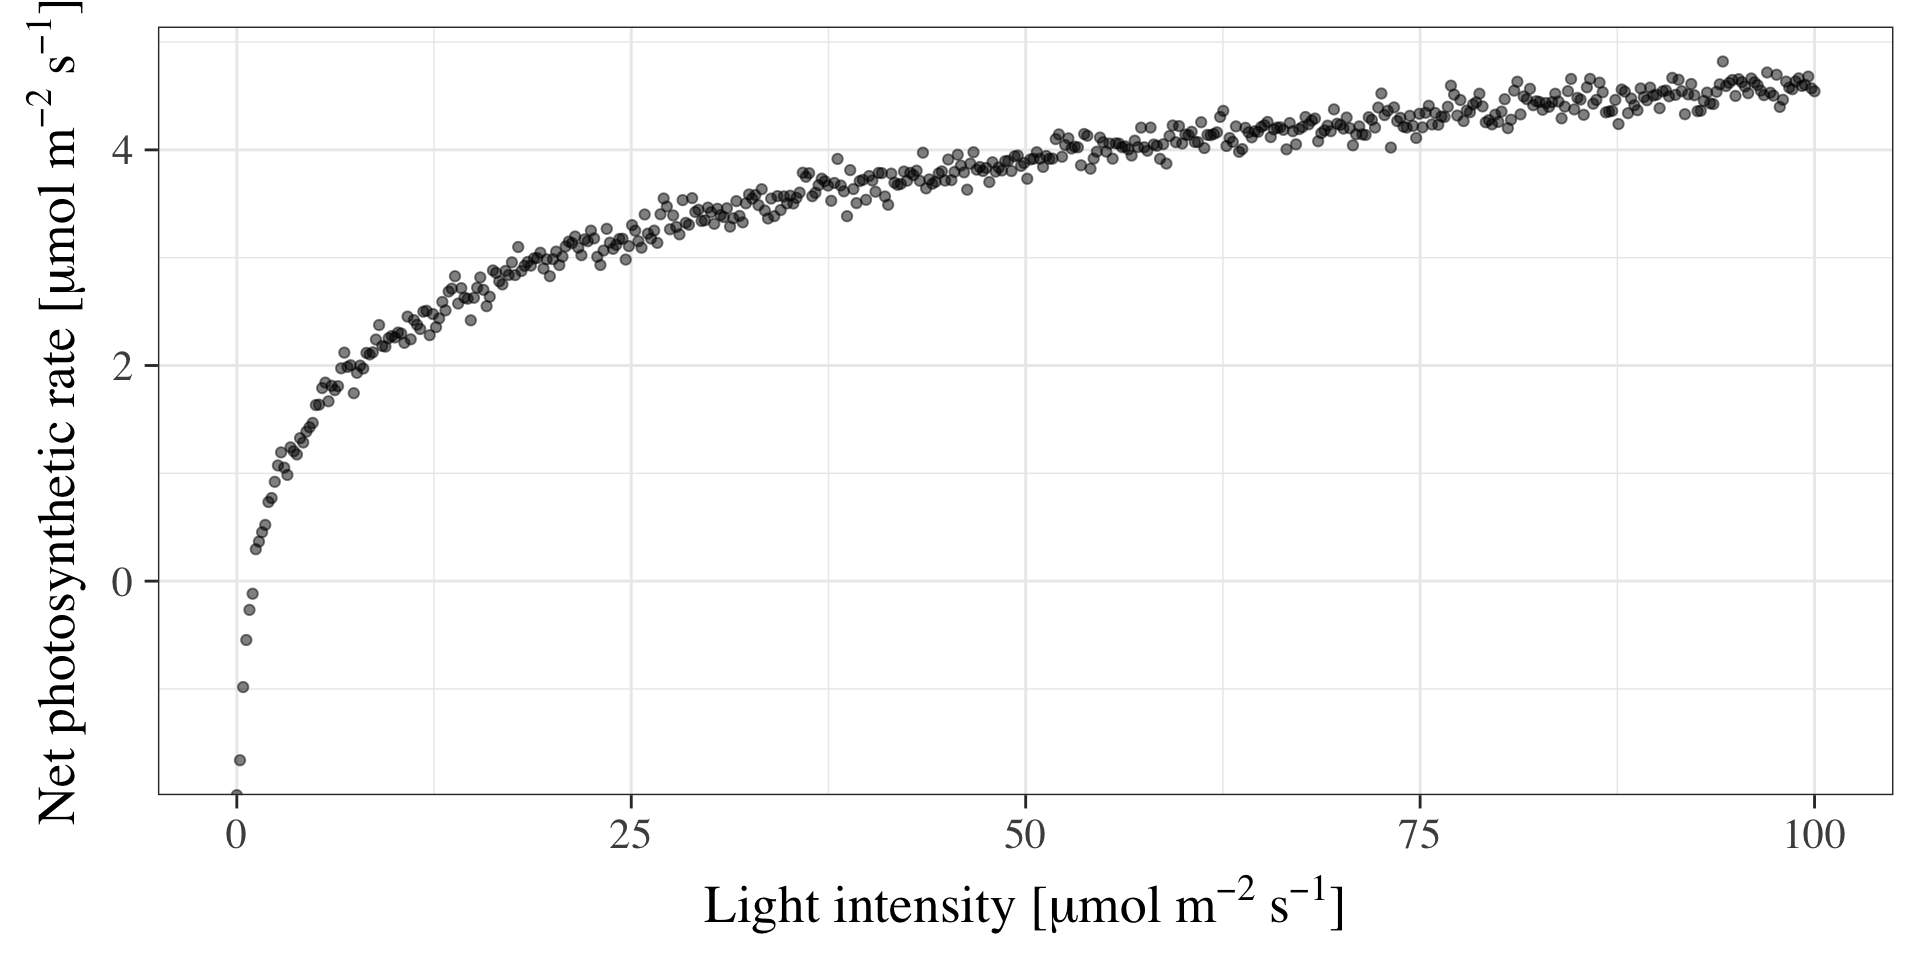 Net photosynthetic rate [μmol m⁻² s⁻¹]
4
2
0
0 25 50 75 100
Light intensity [μmol m⁻² s⁻¹]